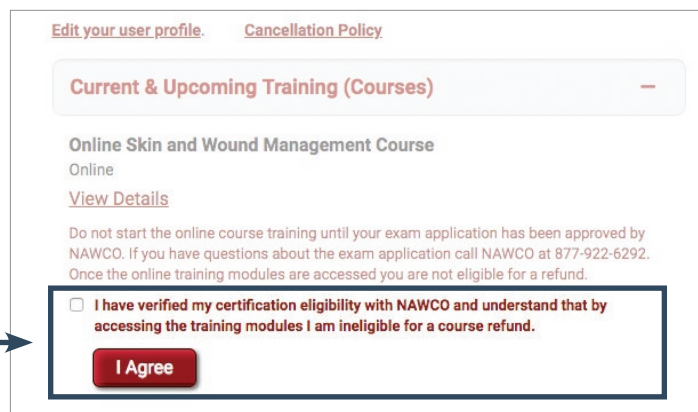 Edit your user profile. Cancellation Policy
Current & Upcoming Training (Courses) –
Online Skin and Wound Management Course
Online
View Details
Do not start the online course training until your exam application has been approved by
NAWCO. If you have questions about the exam application call NAWCO at 877-922-6292.
Once the online training modules are accessed you are not eligible for a refund.
I have verified my certification eligibility with NAWCO and understand that by
accessing the training modules I am ineligible for a course refund.
I Agree